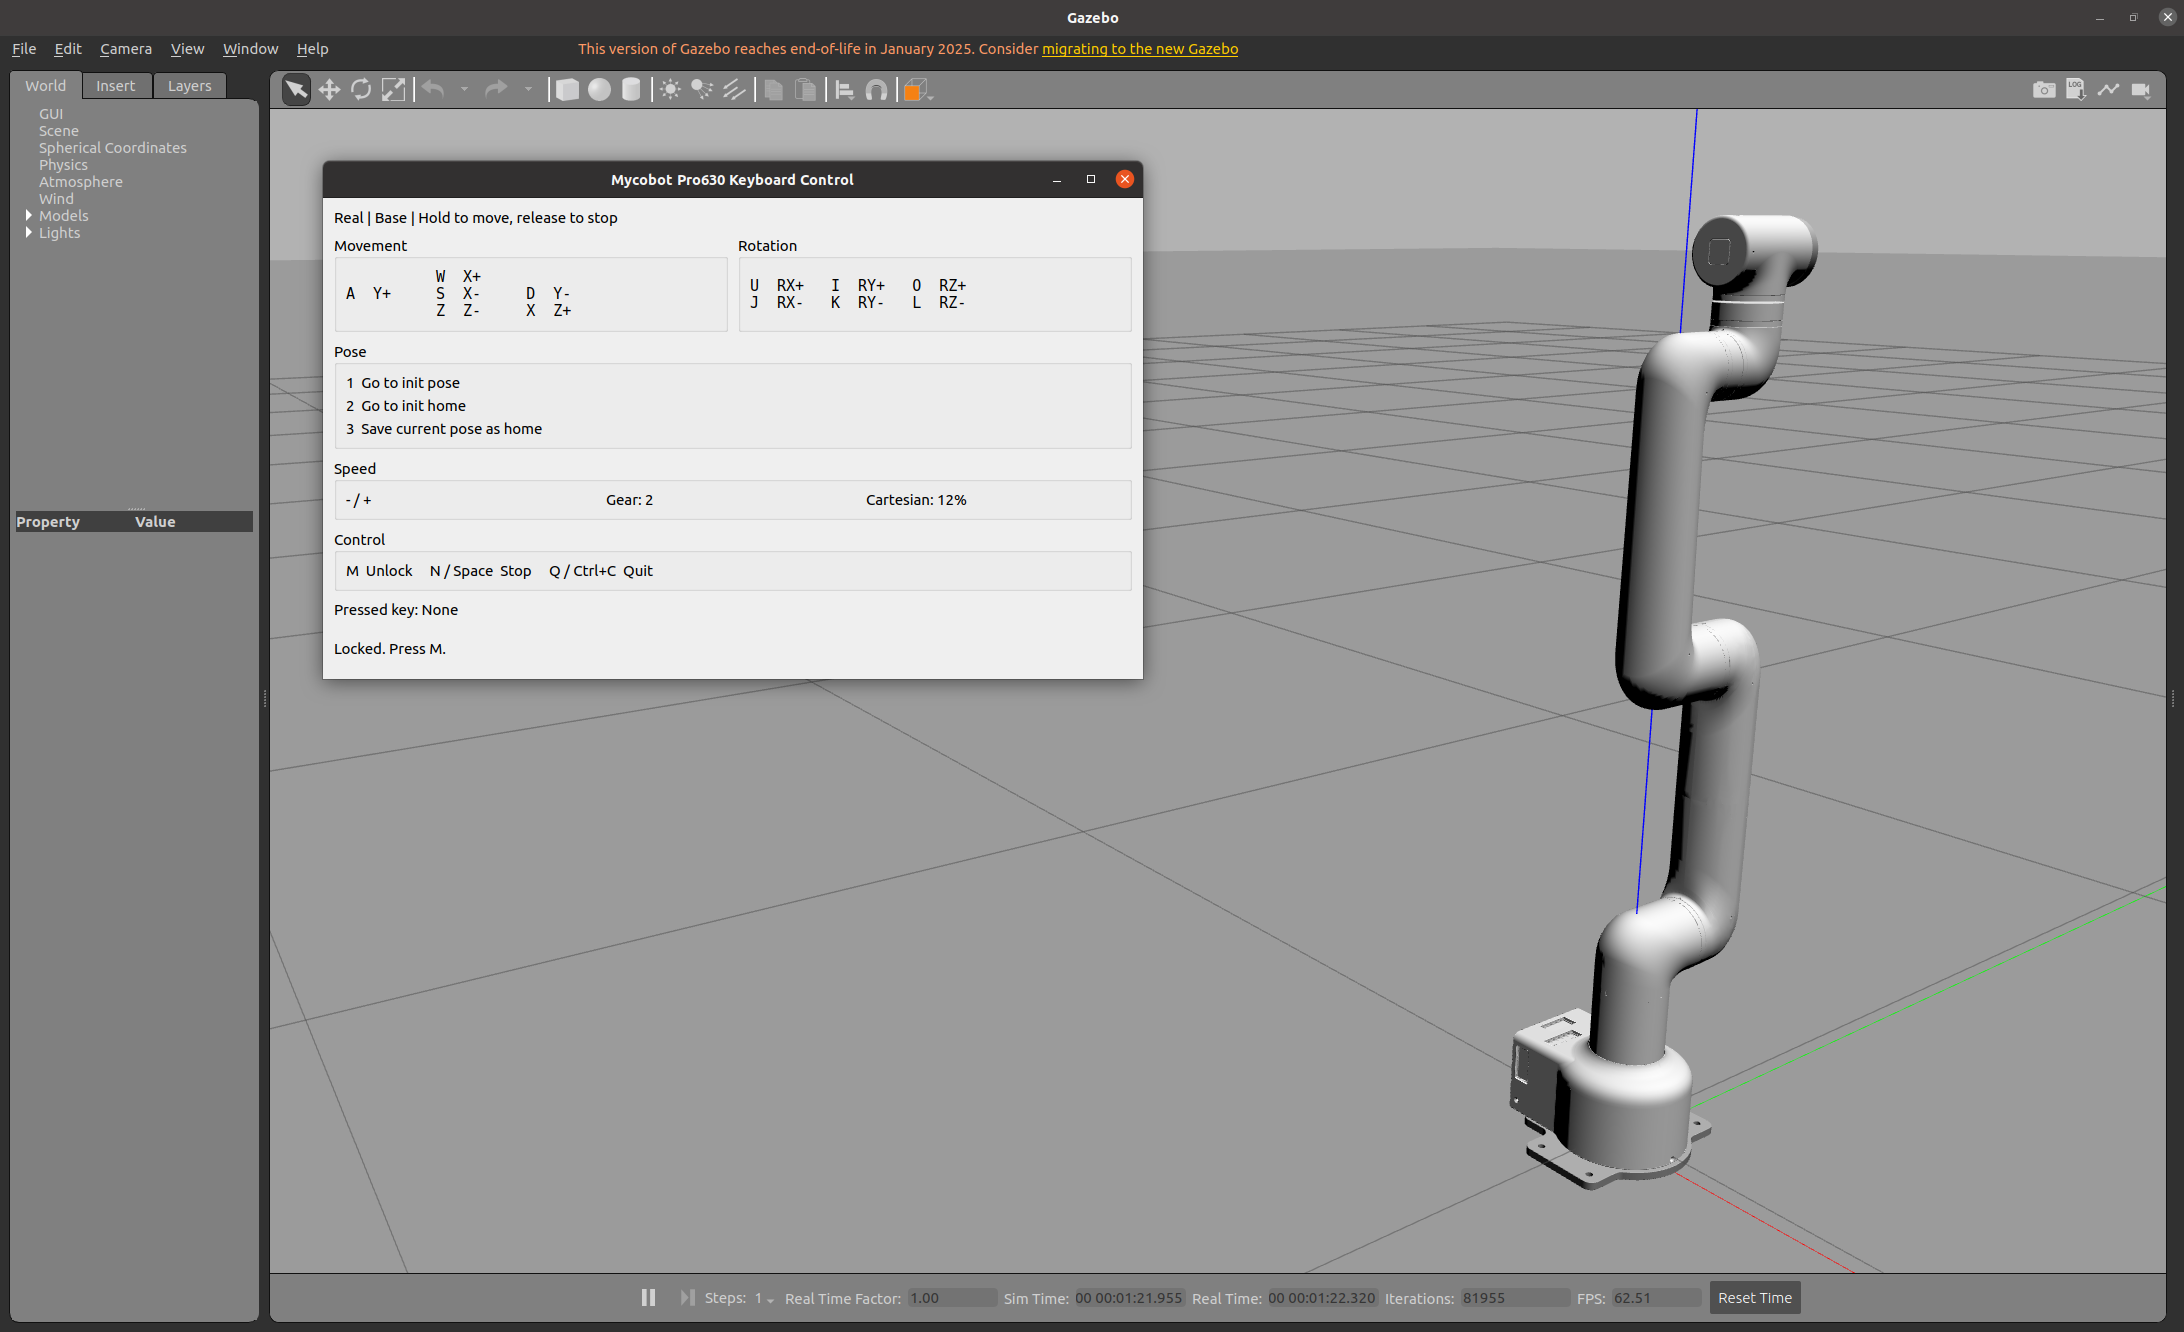 Gazebo
File Edit Camera View Window Help
This version of Gazebo reaches end-of-life in January 2025. Consider migrating to the new Gazebo
World Insert Layers
GUI
Scene
Spherical Coordinates
Physics
Atmosphere
Wind
Models
Lights
Property Value
LOG
Mycobot Pro630 Keyboard Control
Real | Base | Hold to move, release to stop
Movement
W X+
A Y+ S X- D Y-
Z Z- X Z+
Rotation
U RX+ I RY+ O RZ+
J RX- K RY- L RZ-
Pose
1 Go to init pose
2 Go to init home
3 Save current pose as home
Speed
- / + Gear: 2 Cartesian: 12%
Control
M Unlock N / Space Stop Q / Ctrl+C Quit
Pressed key: None
Locked. Press M.
Steps: 1 Real Time Factor: 1.00 Sim Time: 00 00:01:21.955 Real Time: 00 00:01:22.320 Iterations: 81955 FPS: 62.51 Reset Time